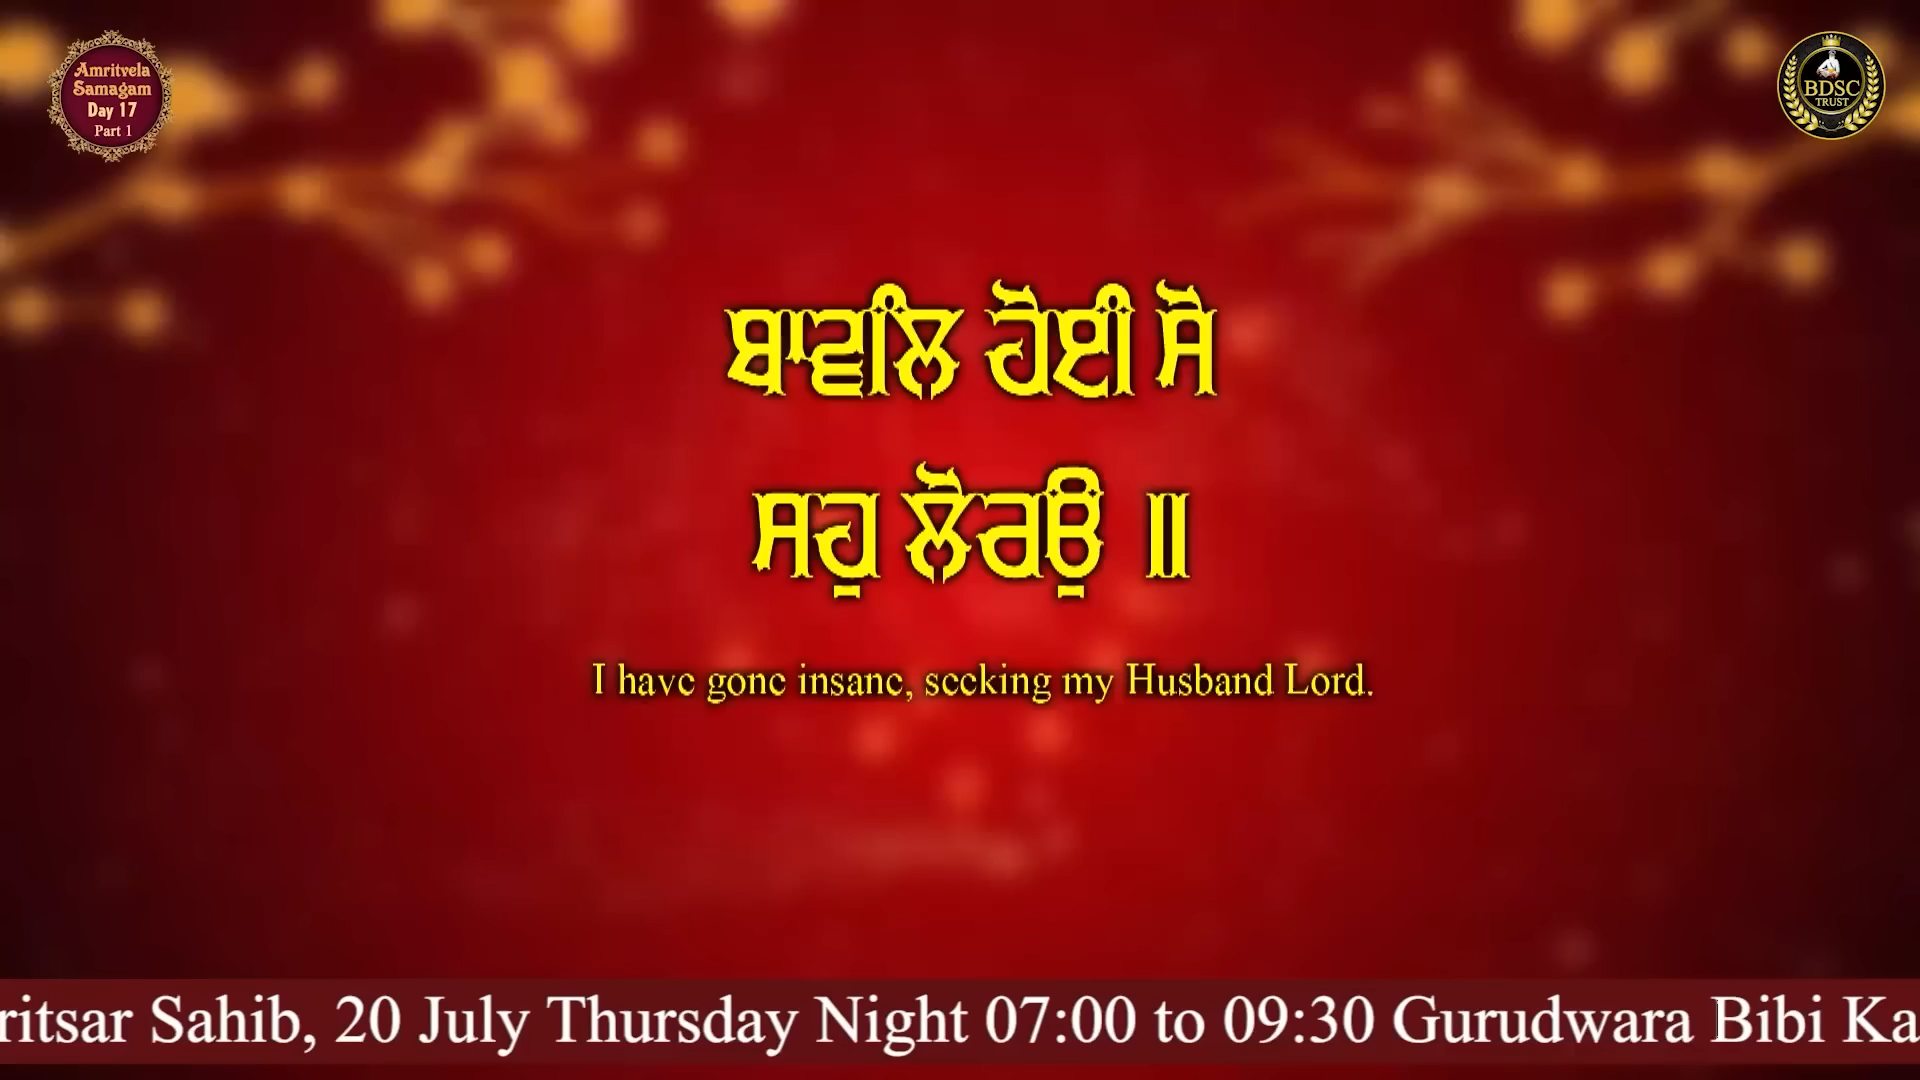 Amritvela
Samagam
Day 17
Part 1
BDSC
TRUST
ਬਾਵਲਿ ਹੋਈ ਸੋ
ਸਹੁ ਲੋਰਉ ॥
I have gone insane, seeking my Husband Lord.
ritsar Sahib, 20 July Thursday Night 07:00 to 09:30 Gurudwara Bibi Ka